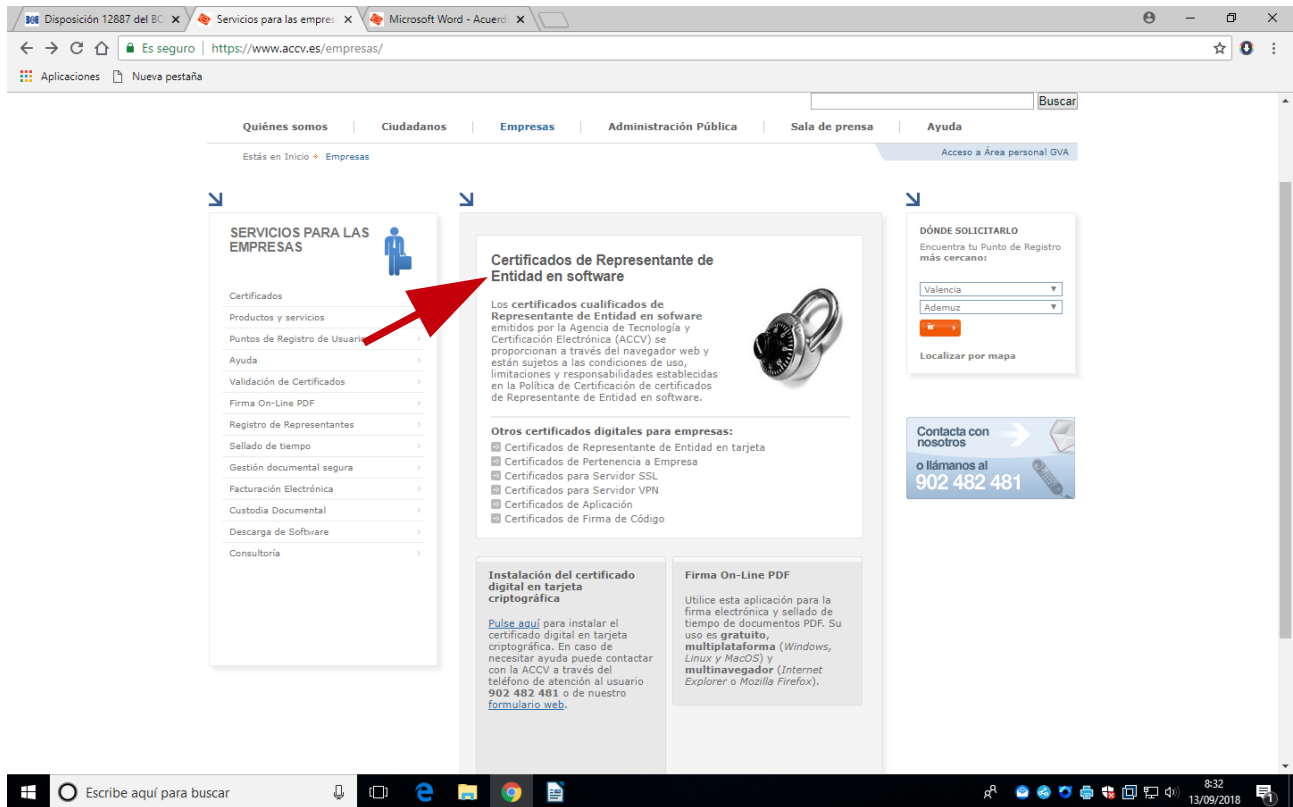 Disposición 12887 del BO
Servicios para las empres
Microsoft Word - Acuerd
Es seguro | https://www.accv.es/empresas/
Aplicaciones Nueva pestaña
Buscar
Quiénes somos Ciudadanos Empresas Administración Pública Sala de prensa Ayuda
Estás en Inicio Empresas
Acceso a Área personal GVA
SERVICIOS PARA LAS
EMPRESAS
Certificados
Productos y servicios
Puntos de Registro de Usuario
Ayuda
Validación de Certificados
Firma On-Line PDF
Registro de Representantes
Sellado de tiempo
Gestión documental segura
Facturación Electrónica
Custodia Documental
Descarga de Software
Consultoría
Certificados de Representante de
Entidad en software
Los certificados cualificados de
Representante de Entidad en sofware
emitidos por la Agencia de Tecnología y
Certificación Electrónica (ACCV) se
proporcionan a través del navegador web y
están sujetos a las condiciones de uso,
limitaciones y responsabilidades establecidas
en la Política de Certificación de certificados
de Representante de Entidad en software.
Otros certificados digitales para empresas:
Certificados de Representante de Entidad en tarjeta
Certificados de Pertenencia a Empresa
Certificados para Servidor SSL
Certificados para Servidor VPN
Certificados de Aplicación
Certificados de Firma de Código
Instalación del certificado
digital en tarjeta
criptográfica
Pulse aquí para instalar el
certificado digital en tarjeta
criptográfica. En caso de
necesitar ayuda puede contactar
con la ACCV a través del
teléfono de atención al usuario
902 482 481 o de nuestro
formulario web.
Firma On-Line PDF
Utilice esta aplicación para la
firma electrónica y sellado de
tiempo de documentos PDF. Su
uso es gratuito,
multiplataforma (Windows,
Linux y MacOS) y
multinavegador (Internet
Explorer o Mozilla Firefox).
DÓNDE SOLICITARLO
Encuentra tu Punto de Registro
más cercano:
Valencia
Ademuz
ir
Localizar por mapa
Contacta con
nosotros
o llámanos al
902 482 481
Escribe aquí para buscar
8:32
13/09/2018